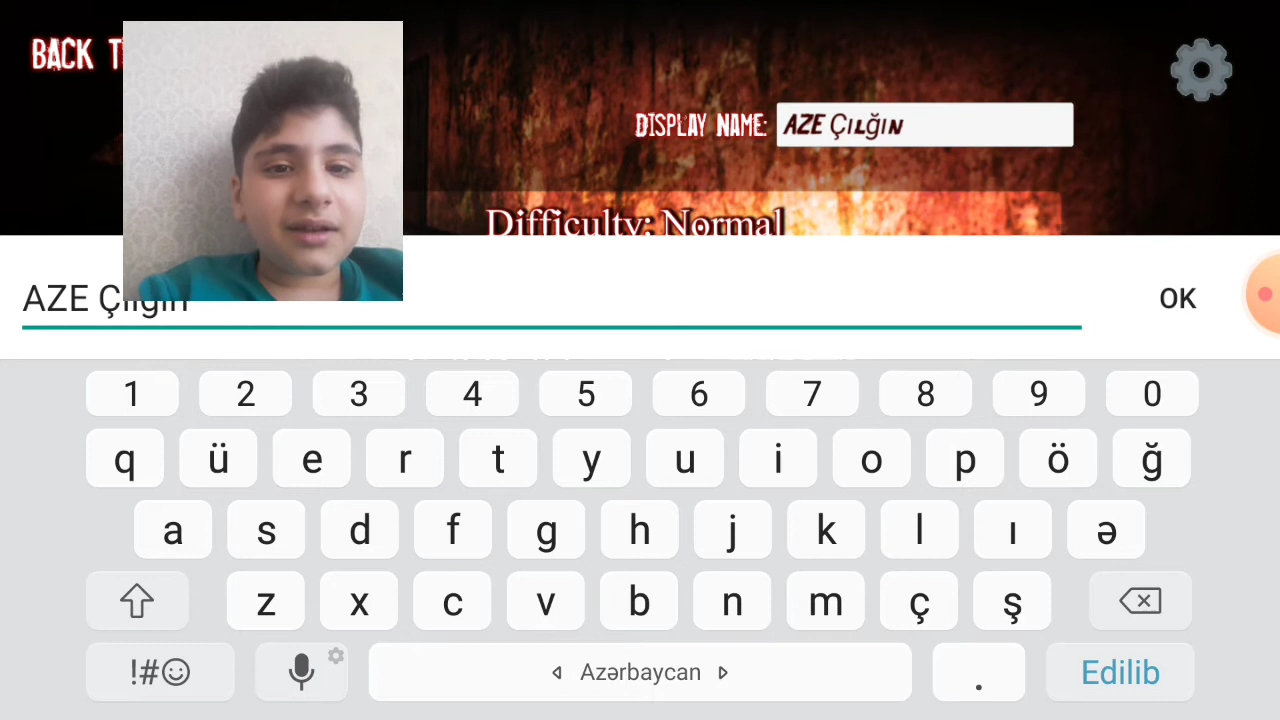 BACK T
DISPLAY NAME: AZE Çılğın
Difficulty: Normal
AZE Çılğın
OK
1 2 3 4 5 6 7 8 9 0
q ü e r t y u i o p ö ğ
a s d f g h j k l ı ə
z x c v b n m ç ş
!#☺ Azərbaycan . Edilib